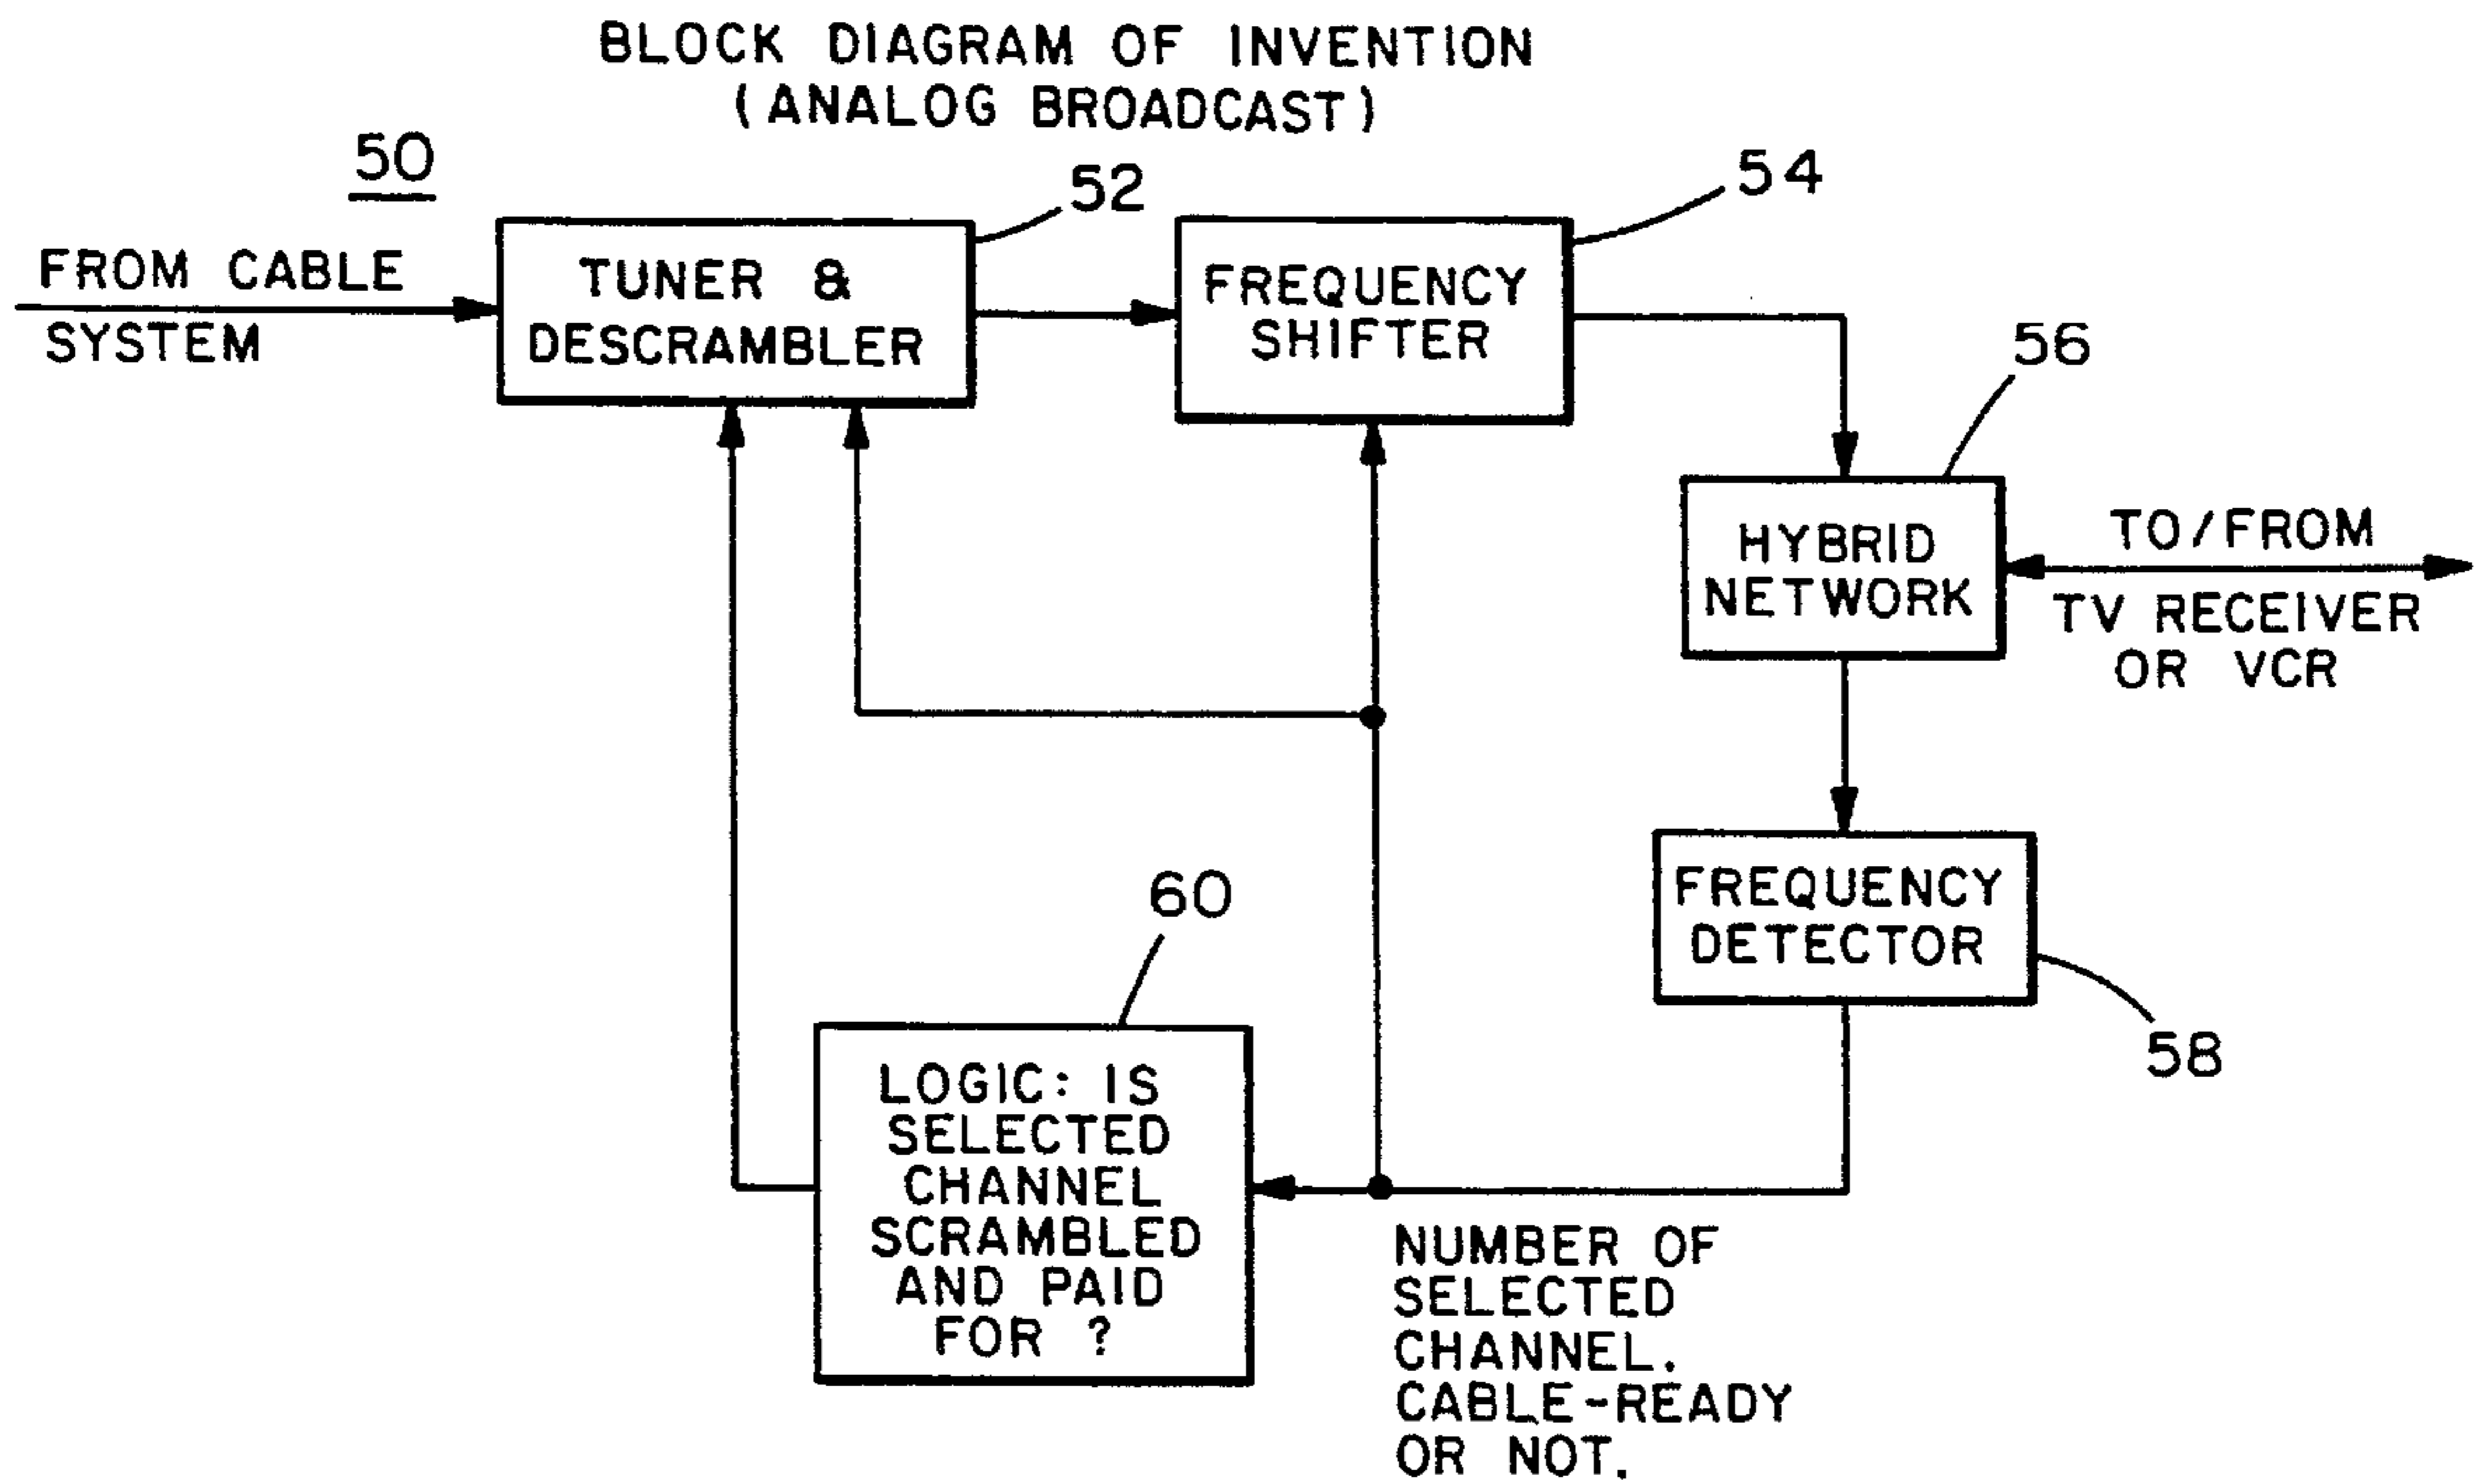 BLOCK DIAGRAM OF INVENTION
(ANALOG BROADCAST)
50
52
54
FROM CABLE
SYSTEM
TUNER &
DESCRAMBLER
FREQUENCY
SHIFTER
56
HYBRID
NETWORK
TO/FROM
TV RECEIVER
OR VCR
FREQUENCY
DETECTOR
58
60
LOGIC: IS
SELECTED
CHANNEL
SCRAMBLED
AND PAID
FOR ?
NUMBER OF
SELECTED
CHANNEL.
CABLE-READY
OR NOT.